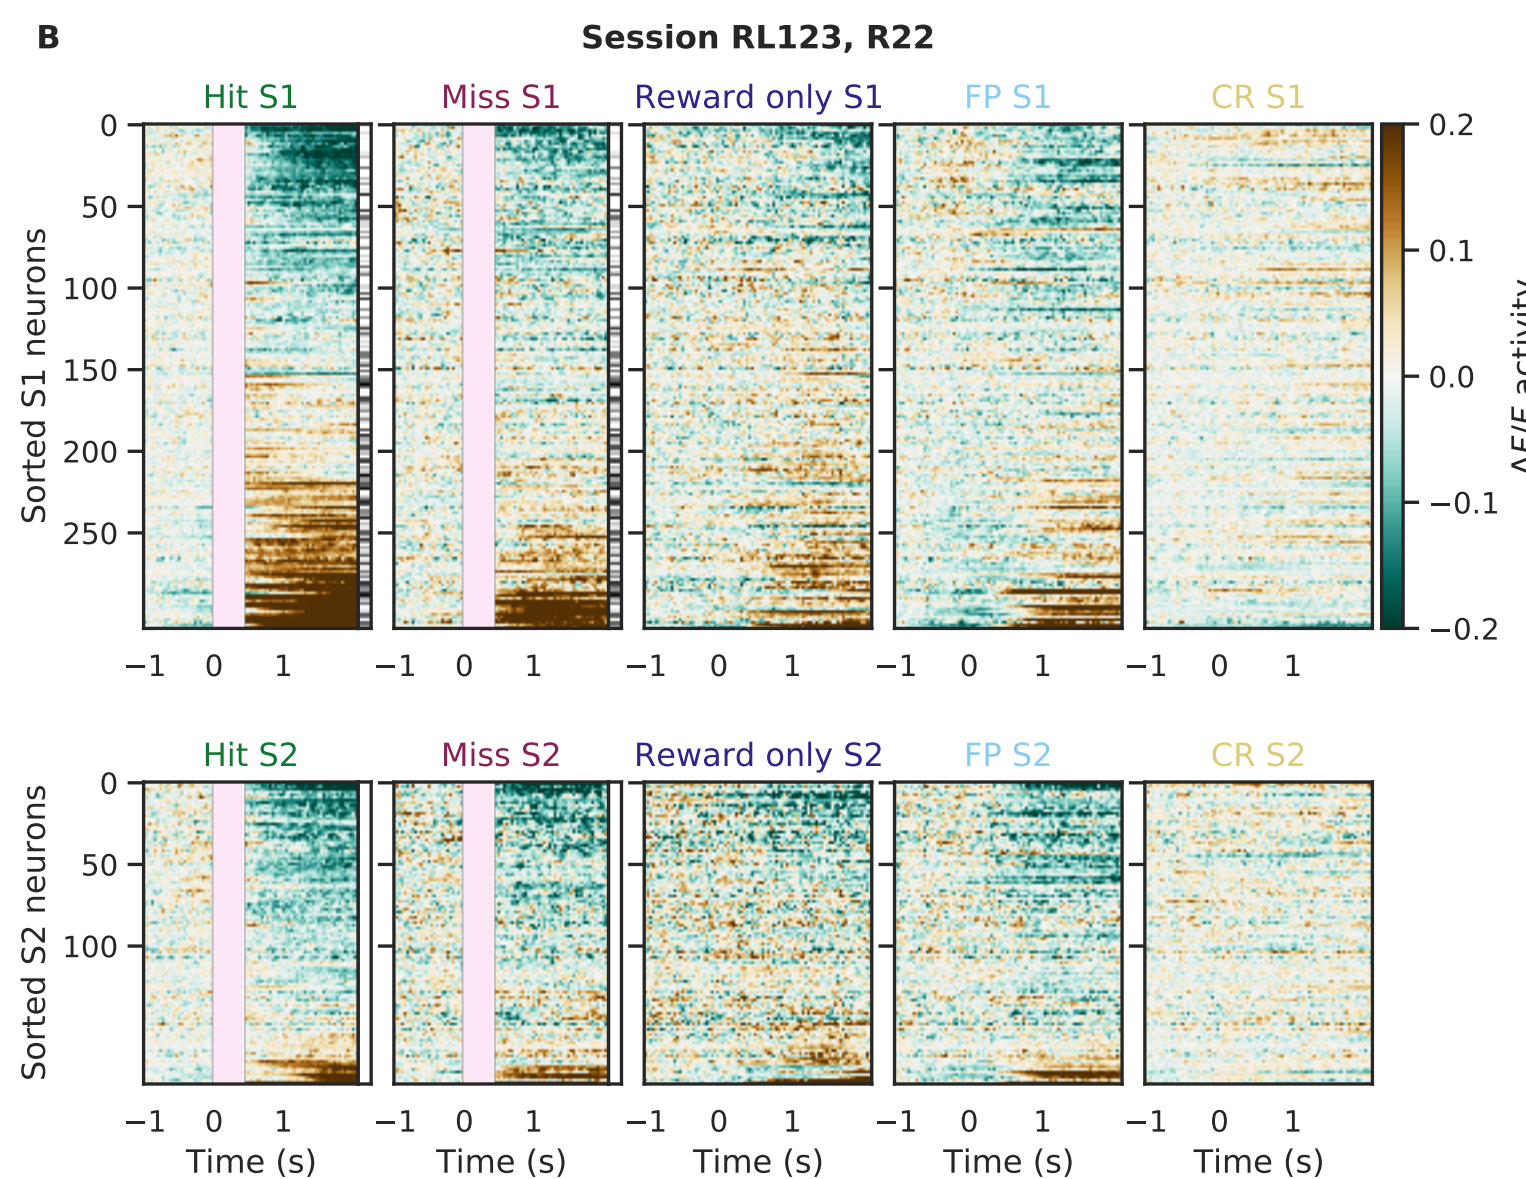 B
Session RL123, R22
Hit S1
Miss S1
Reward only S1
FP S1
CR S1
Sorted S1 neurons
0
50
100
150
200
250
−1 0 1
−1 0 1
−1 0 1
−1 0 1
−1 0 1
0.2
0.1
0.0
−0.1
−0.2
ΔF/F activity
Hit S2
Miss S2
Reward only S2
FP S2
CR S2
Sorted S2 neurons
0
50
100
−1 0 1
−1 0 1
−1 0 1
−1 0 1
−1 0 1
Time (s)
Time (s)
Time (s)
Time (s)
Time (s)